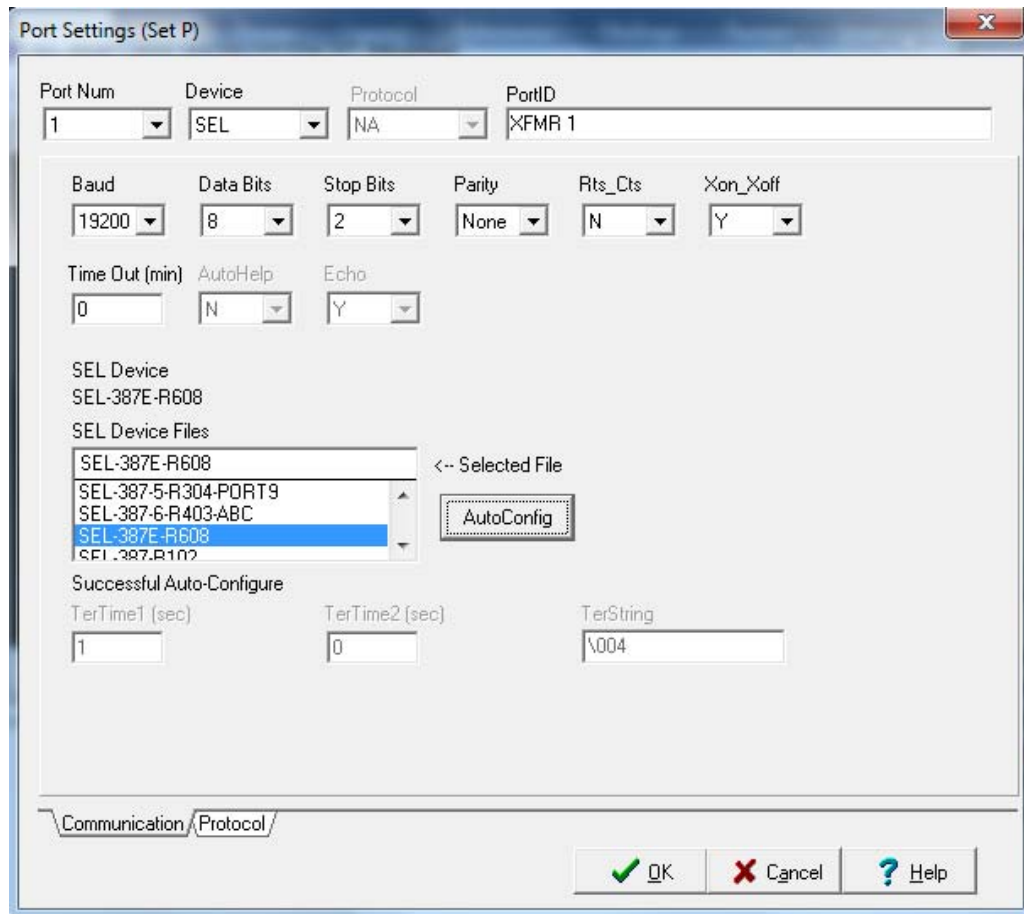 Port Settings (Set P)
Port Num Device Protocol PortID
1 SEL NA XFMR 1
Baud Data Bits Stop Bits Parity Rts_Cts Xon_Xoff
19200 8 2 None N Y
Time Out (min) AutoHelp Echo
0 N Y
SEL Device
SEL-387E-R608
SEL Device Files
SEL-387E-R608 <-- Selected File
SEL-387-5-R304-PORT9
SEL-387-6-R403-ABC
AutoConfig
SEL-387E-R608
SEL-387-R102
Successful Auto-Configure
TerTime1 (sec) TerTime2 (sec) TerString
1 0 \004
Communication Protocol
OK Cancel ? Help